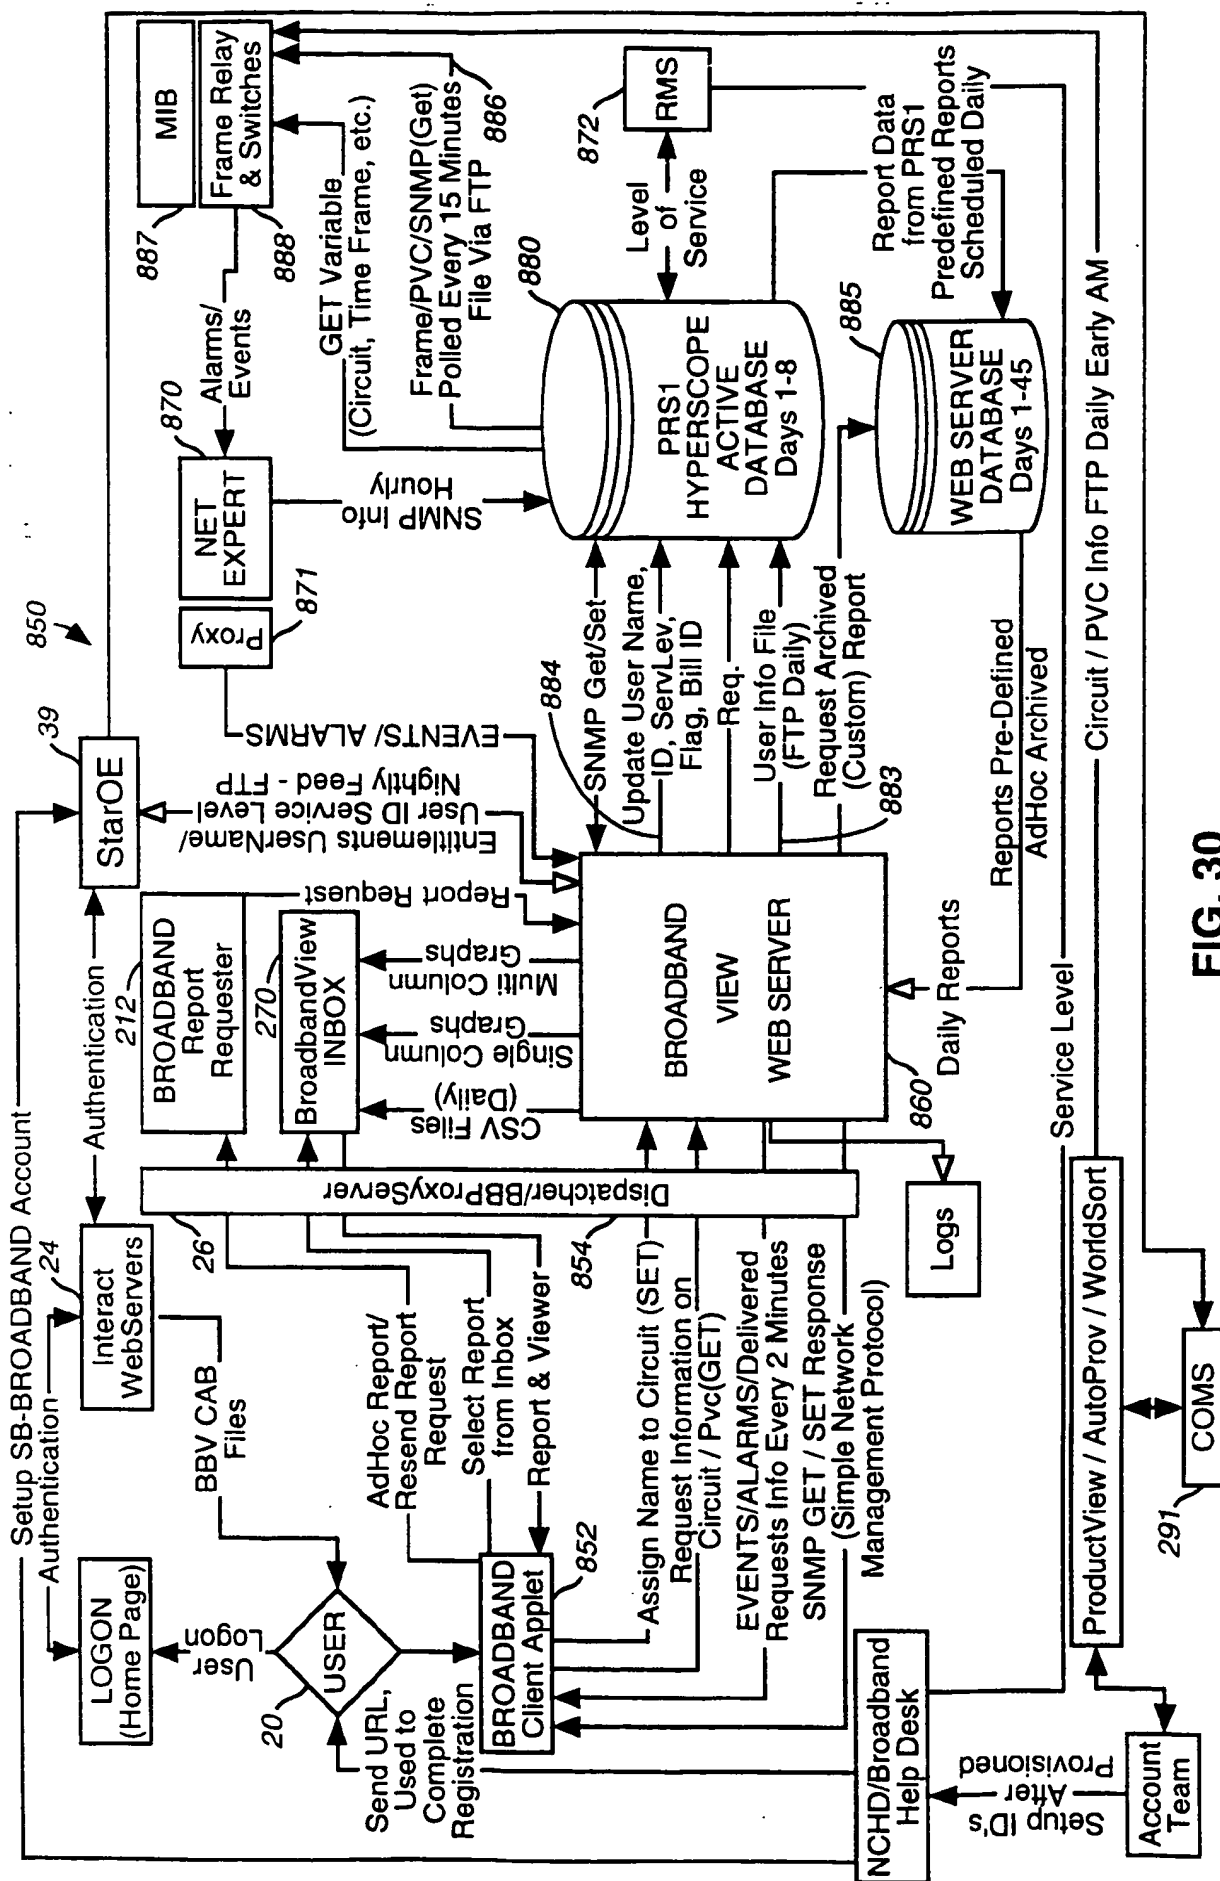 Setup SB-BROADBAND Account
Authentication
24
LOGON
(Home Page)
User
Logon
Interact
WebServers
Authentication
39
StarOE
850
BBV CAB
Files
20
USER
Send URL,
Used to
Complete
Registration
212
BROADBAND
Report
Requester
270
BroadbandView
INBOX
Report Request
Multi Column
Graphs
Single Column
Graphs
CSV Files
(Daily)
26
Dispatcher/BBProxyServer
854
AdHoc Report/
Resend Report
Request
Select Report
from Inbox
Report & Viewer
BROADBAND
Client Applet
852
Assign Name to Circuit (SET)
Request Information on
Circuit / Pvc(GET)
EVENTS/ALARMS/Delivered
Requests Info Every 2 Minutes
SNMP GET / SET Response
(Simple Network
Management Protocol)
Entitlements UserName/
User ID Service Level
Nightly Feed - FTP
EVENTS/ ALARMS
Proxy
871
NET
EXPERT
870
Alarms/
Events
887
MIB
Frame Relay
& Switches
888
SNMP Info
Hourly
GET Variable
(Circuit, Time Frame, etc.)
Frame/PVC/SNMP(Get)
Polled Every 15 Minutes
File Via FTP
886
BROADBAND
VIEW
WEB SERVER
860
Logs
SNMP Get/Set
884
Update User Name,
ID, ServLev,
Flag, Bill ID
Req.
User Info File
(FTP Daily)
883
Request Archived
(Custom) Report
880
PRS1
HYPERSCOPE
ACTIVE
DATABASE
Days 1-8
Level
of
Service
872
RMS
Report Data
from PRS1
Predefined Reports
Scheduled Daily
885
WEB SERVER
DATABASE
Days 1-45
Reports Pre-Defined
AdHoc Archived
Daily Reports
Service Level
Circuit / PVC Info FTP Daily Early AM
NCHD/Broadband
Help Desk
Setup ID's
After
Provisioned
Account
Team
ProductView / AutoProv / WorldSort
COMS
291
FIG. 30